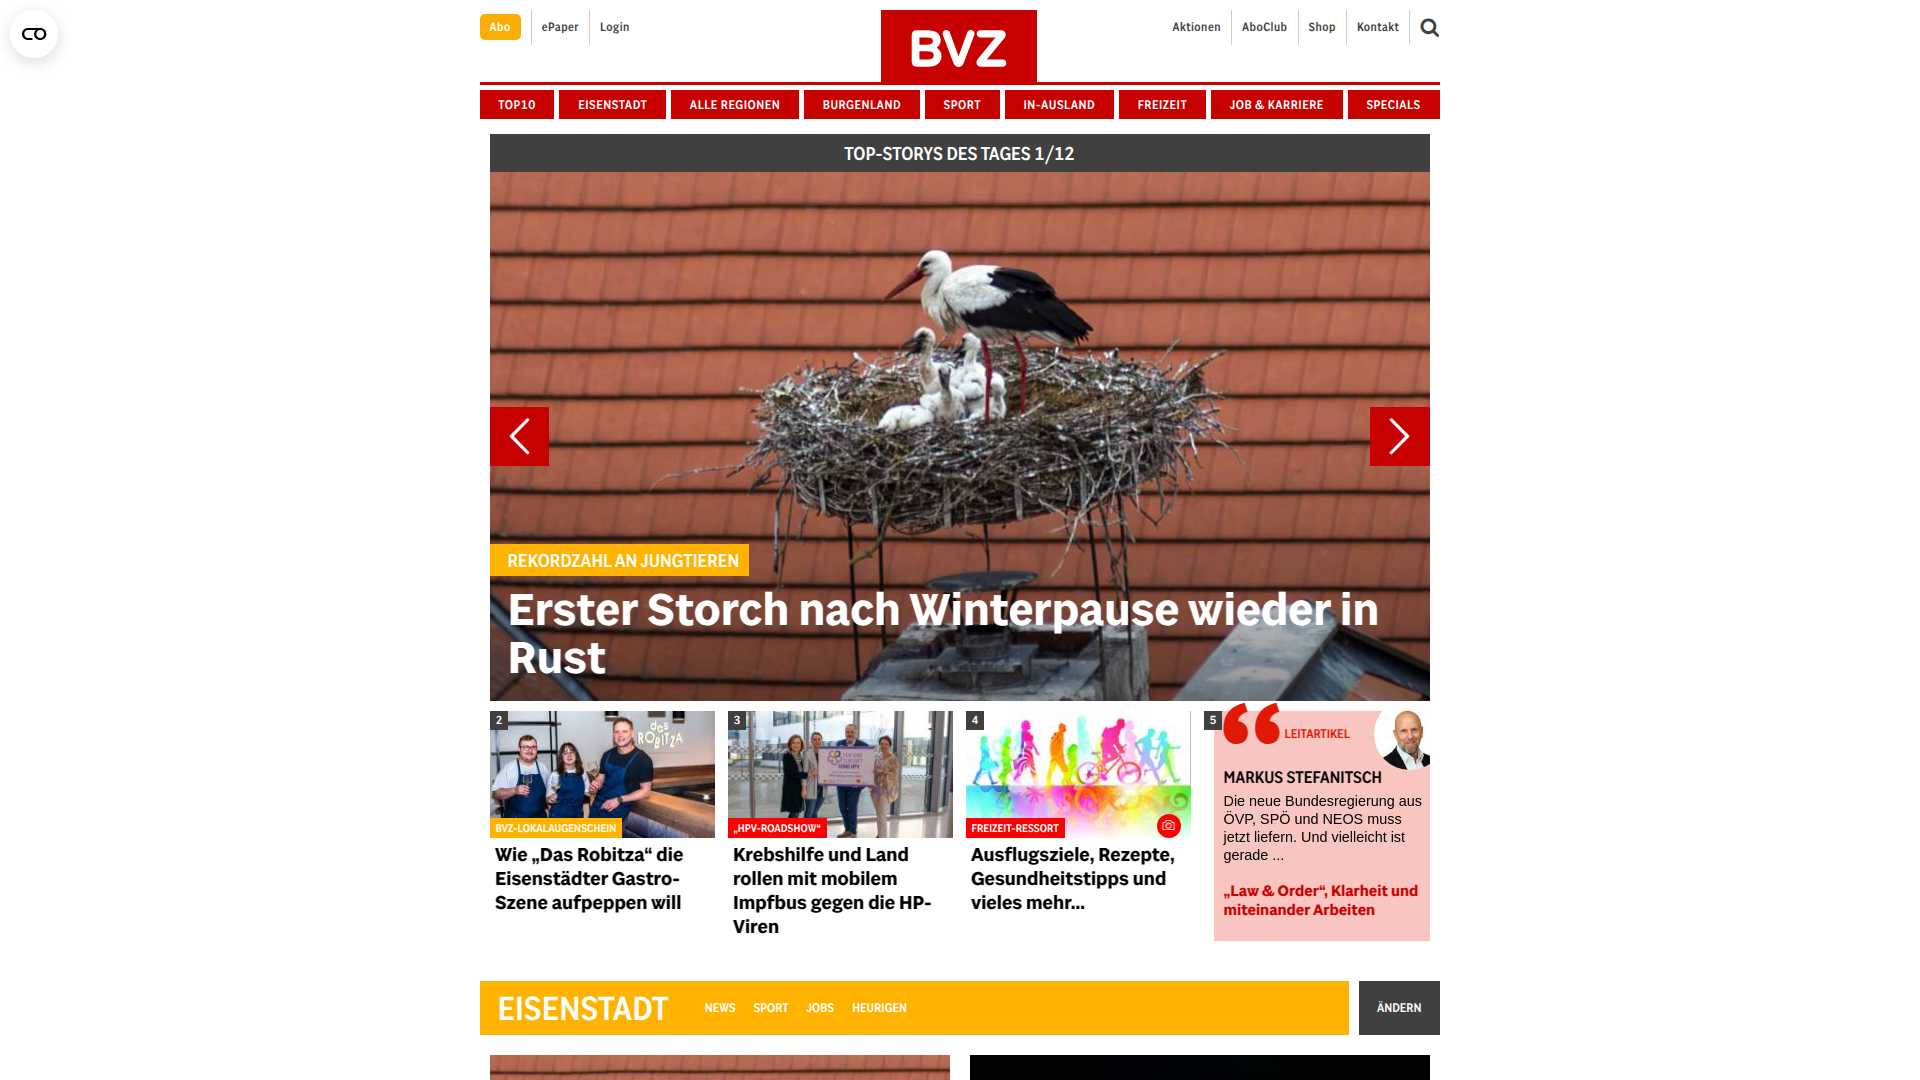 Abo
ePaper
Login
BVZ
Aktionen
AboClub
Shop
Kontakt
TOP10
EISENSTADT
ALLE REGIONEN
BURGENLAND
SPORT
IN-AUSLAND
FREIZEIT
JOB & KARRIERE
SPECIALS
TOP-STORYS DES TAGES 1/12
REKORDZAHL AN JUNGTIEREN
Erster Storch nach Winterpause wieder in
Rust
2
das
ROBITZA
BVZ-LOKALAUGENSCHEIN
Wie „Das Robitza“ die
Eisenstädter Gastro-
Szene aufpeppen will
3
„HPV-ROADSHOW“
Krebshilfe und Land
rollen mit mobilem
Impfbus gegen die HP-
Viren
4
FREIZEIT-RESSORT
Ausflugsziele, Rezepte,
Gesundheitstipps und
vieles mehr...
5
LEITARTIKEL
MARKUS STEFANITSCH
Die neue Bundesregierung aus
ÖVP, SPÖ und NEOS muss
jetzt liefern. Und vielleicht ist
gerade ...
„Law & Order“, Klarheit und
miteinander Arbeiten
EISENSTADT
NEWS
SPORT
JOBS
HEURIGEN
ÄNDERN